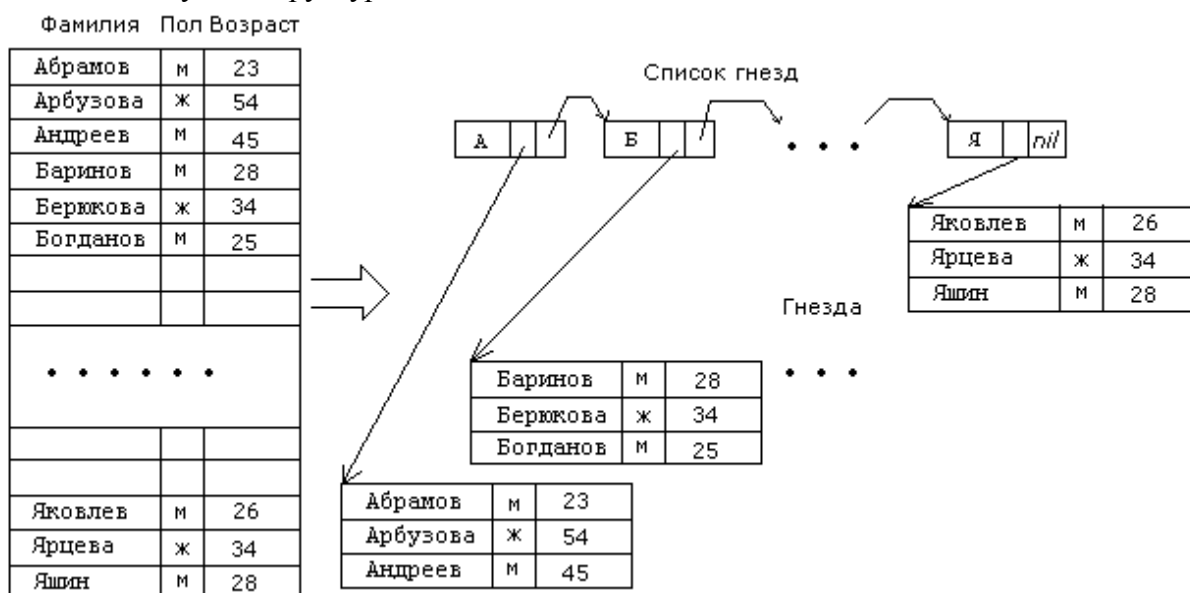 Фамилия Пол Возраст
Абрамов м 23
Арбузова ж 54
Андреев м 45
Баринов м 28
Берюкова ж 34
Богданов м 25
• • • • • •
Яковлев м 26
Ярцева ж 34
Яшин м 28
Список гнезд
А Б • • • Я nil
Яковлев м 26
Ярцева ж 34
Яшин м 28
Гнезда
• • •
Баринов м 28
Берюкова ж 34
Богданов м 25
Абрамов м 23
Арбузова ж 54
Андреев м 45